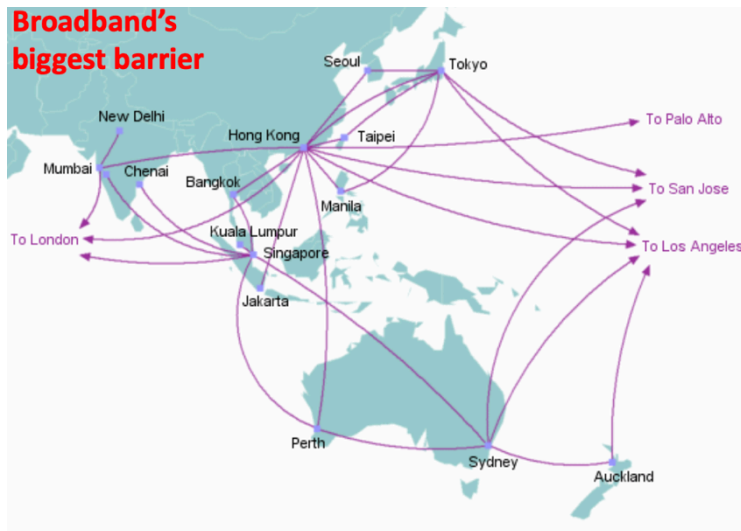 Broadband's
biggest barrier
Seoul
Tokyo
New Delhi
To Palo Alto
Hong Kong
Taipei
Mumbai
Chenai
Bangkok
To San Jose
Manila
To London
Kuala Lumpur
To Los Angeles
Singapore
Jakarta
Perth
Sydney
Auckland